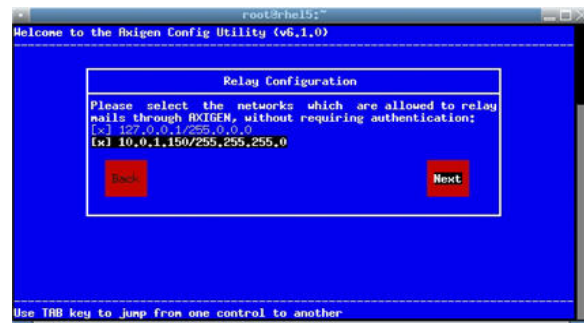 root@rhel5:~
Welcome to the Axigen Config Utility (v6.1.0)
Relay Configuration
Please select the networks which are allowed to relay
mails through AXIGEN, without requiring authentication:
[x] 127.0.0.1/255.0.0.0
[x] 10.0.1.150/255.255.255.0
Back
Next
Use TAB key to jump from one control to another